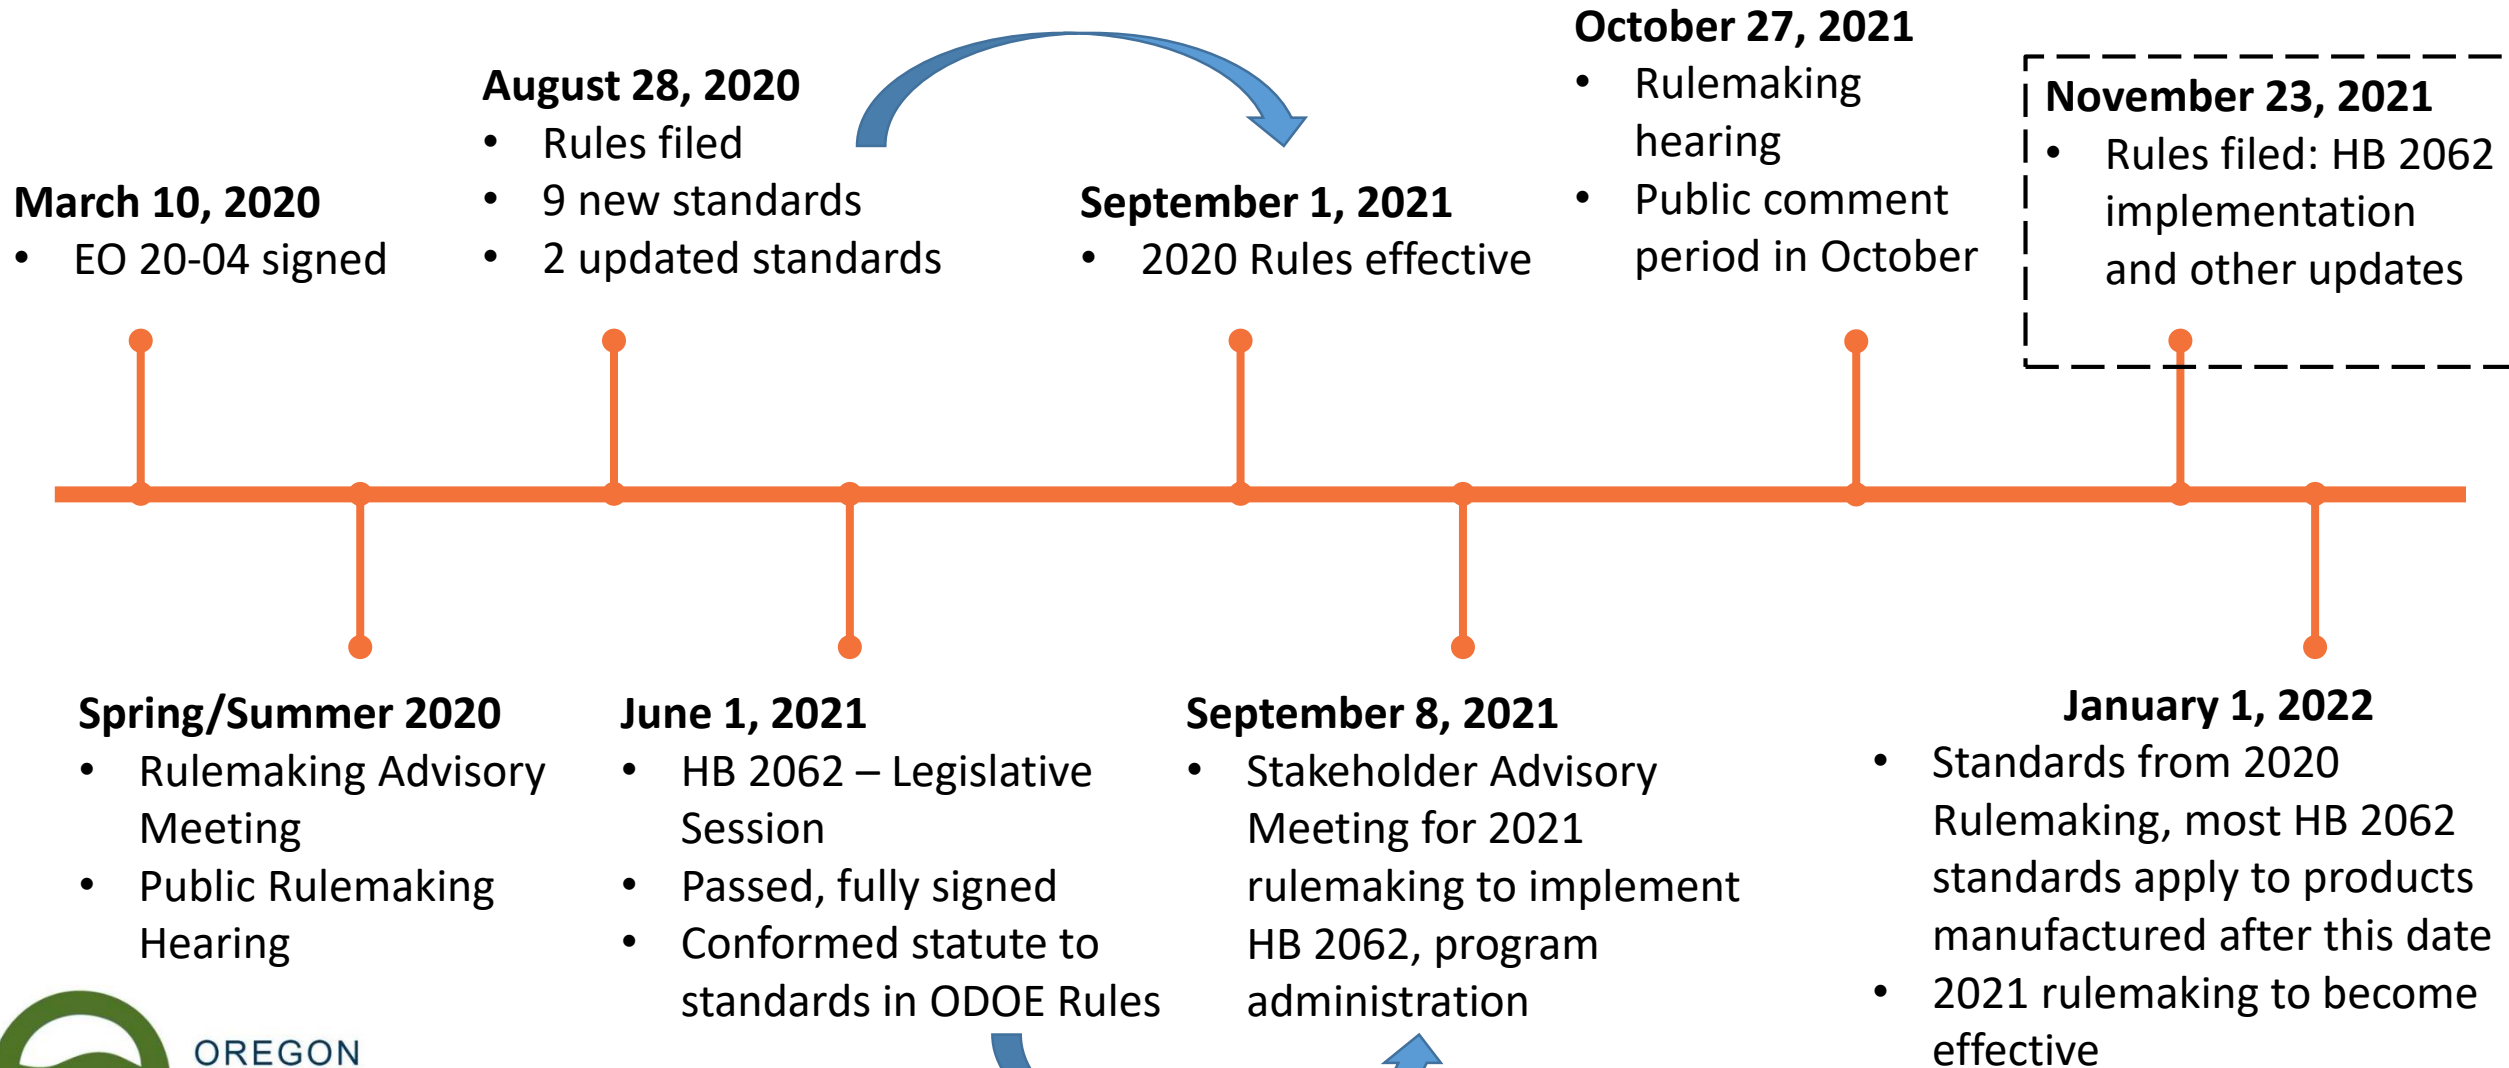 March 10, 2020
• EO 20-04 signed
August 28, 2020
• Rules filed
• 9 new standards
• 2 updated standards
September 1, 2021
• 2020 Rules effective
October 27, 2021
• Rulemaking
hearing
• Public comment
period in October
November 23, 2021
• Rules filed: HB 2062
implementation
and other updates
Spring/Summer 2020
• Rulemaking Advisory
Meeting
• Public Rulemaking
Hearing
June 1, 2021
• HB 2062 – Legislative
Session
• Passed, fully signed
• Conformed statute to
standards in ODOE Rules
September 8, 2021
• Stakeholder Advisory
Meeting for 2021
rulemaking to implement
HB 2062, program
administration
January 1, 2022
• Standards from 2020
Rulemaking, most HB 2062
standards apply to products
manufactured after this date
• 2021 rulemaking to become
effective
OREGON